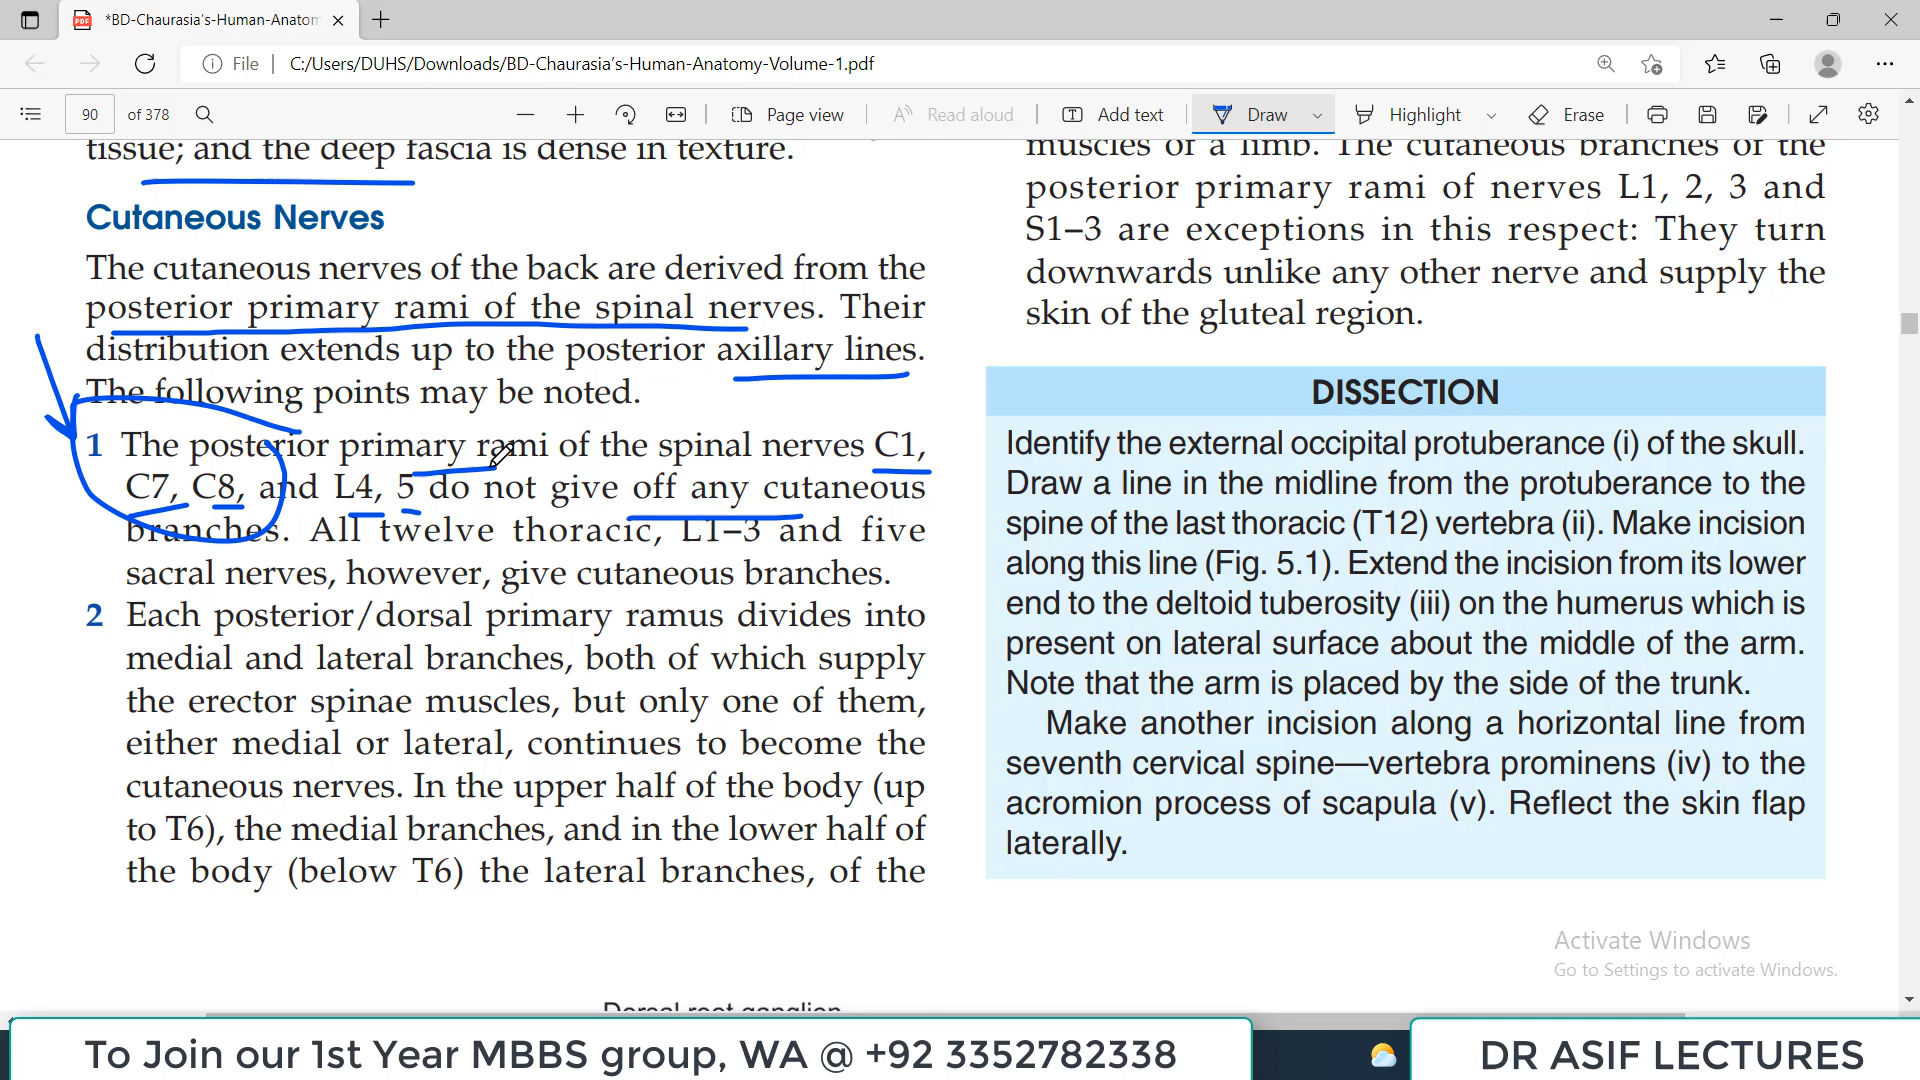 *BD-Chaurasia's-Human-Anatom
File
C:/Users/DUHS/Downloads/BD-Chaurasia's-Human-Anatomy-Volume-1.pdf
90 of 378
Page view
Read aloud
Add text
Draw
Highlight
Erase
tissue; and the deep fascia is dense in texture.
Cutaneous Nerves
The cutaneous nerves of the back are derived from the
posterior primary rami of the spinal nerves. Their
distribution extends up to the posterior axillary lines.
The following points may be noted.
1 The posterior primary rami of the spinal nerves C1,
C7, C8, and L4, 5 do not give off any cutaneous
branches. All twelve thoracic, L1–3 and five
sacral nerves, however, give cutaneous branches.
2 Each posterior/dorsal primary ramus divides into
medial and lateral branches, both of which supply
the erector spinae muscles, but only one of them,
either medial or lateral, continues to become the
cutaneous nerves. In the upper half of the body (up
to T6), the medial branches, and in the lower half of
the body (below T6) the lateral branches, of the
muscles of a limb. The cutaneous branches of the
posterior primary rami of nerves L1, 2, 3 and
S1–3 are exceptions in this respect: They turn
downwards unlike any other nerve and supply the
skin of the gluteal region.
DISSECTION
Identify the external occipital protuberance (i) of the skull.
Draw a line in the midline from the protuberance to the
spine of the last thoracic (T12) vertebra (ii). Make incision
along this line (Fig. 5.1). Extend the incision from its lower
end to the deltoid tuberosity (iii) on the humerus which is
present on lateral surface about the middle of the arm.
Note that the arm is placed by the side of the trunk.
Make another incision along a horizontal line from
seventh cervical spine—vertebra prominens (iv) to the
acromion process of scapula (v). Reflect the skin flap
laterally.
Activate Windows
Go to Settings to activate Windows.
Dorsal root ganglion
To Join our 1st Year MBBS group, WA @ +92 3352782338
DR ASIF LECTURES